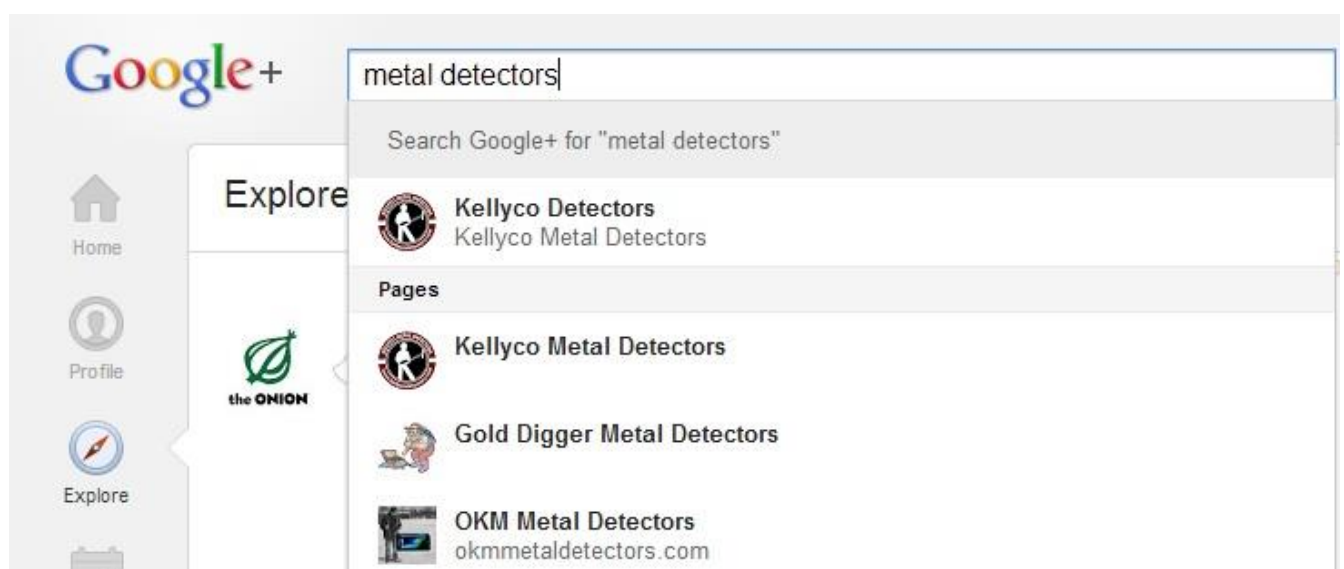 Google+
metal detectors
Search Google+ for "metal detectors"
Home
Explore
Kellyco Detectors
Kellyco Metal Detectors
Pages
Profile
the ONION
Kellyco Metal Detectors
Gold Digger Metal Detectors
Explore
OKM Metal Detectors
okmmetaldetectors.com